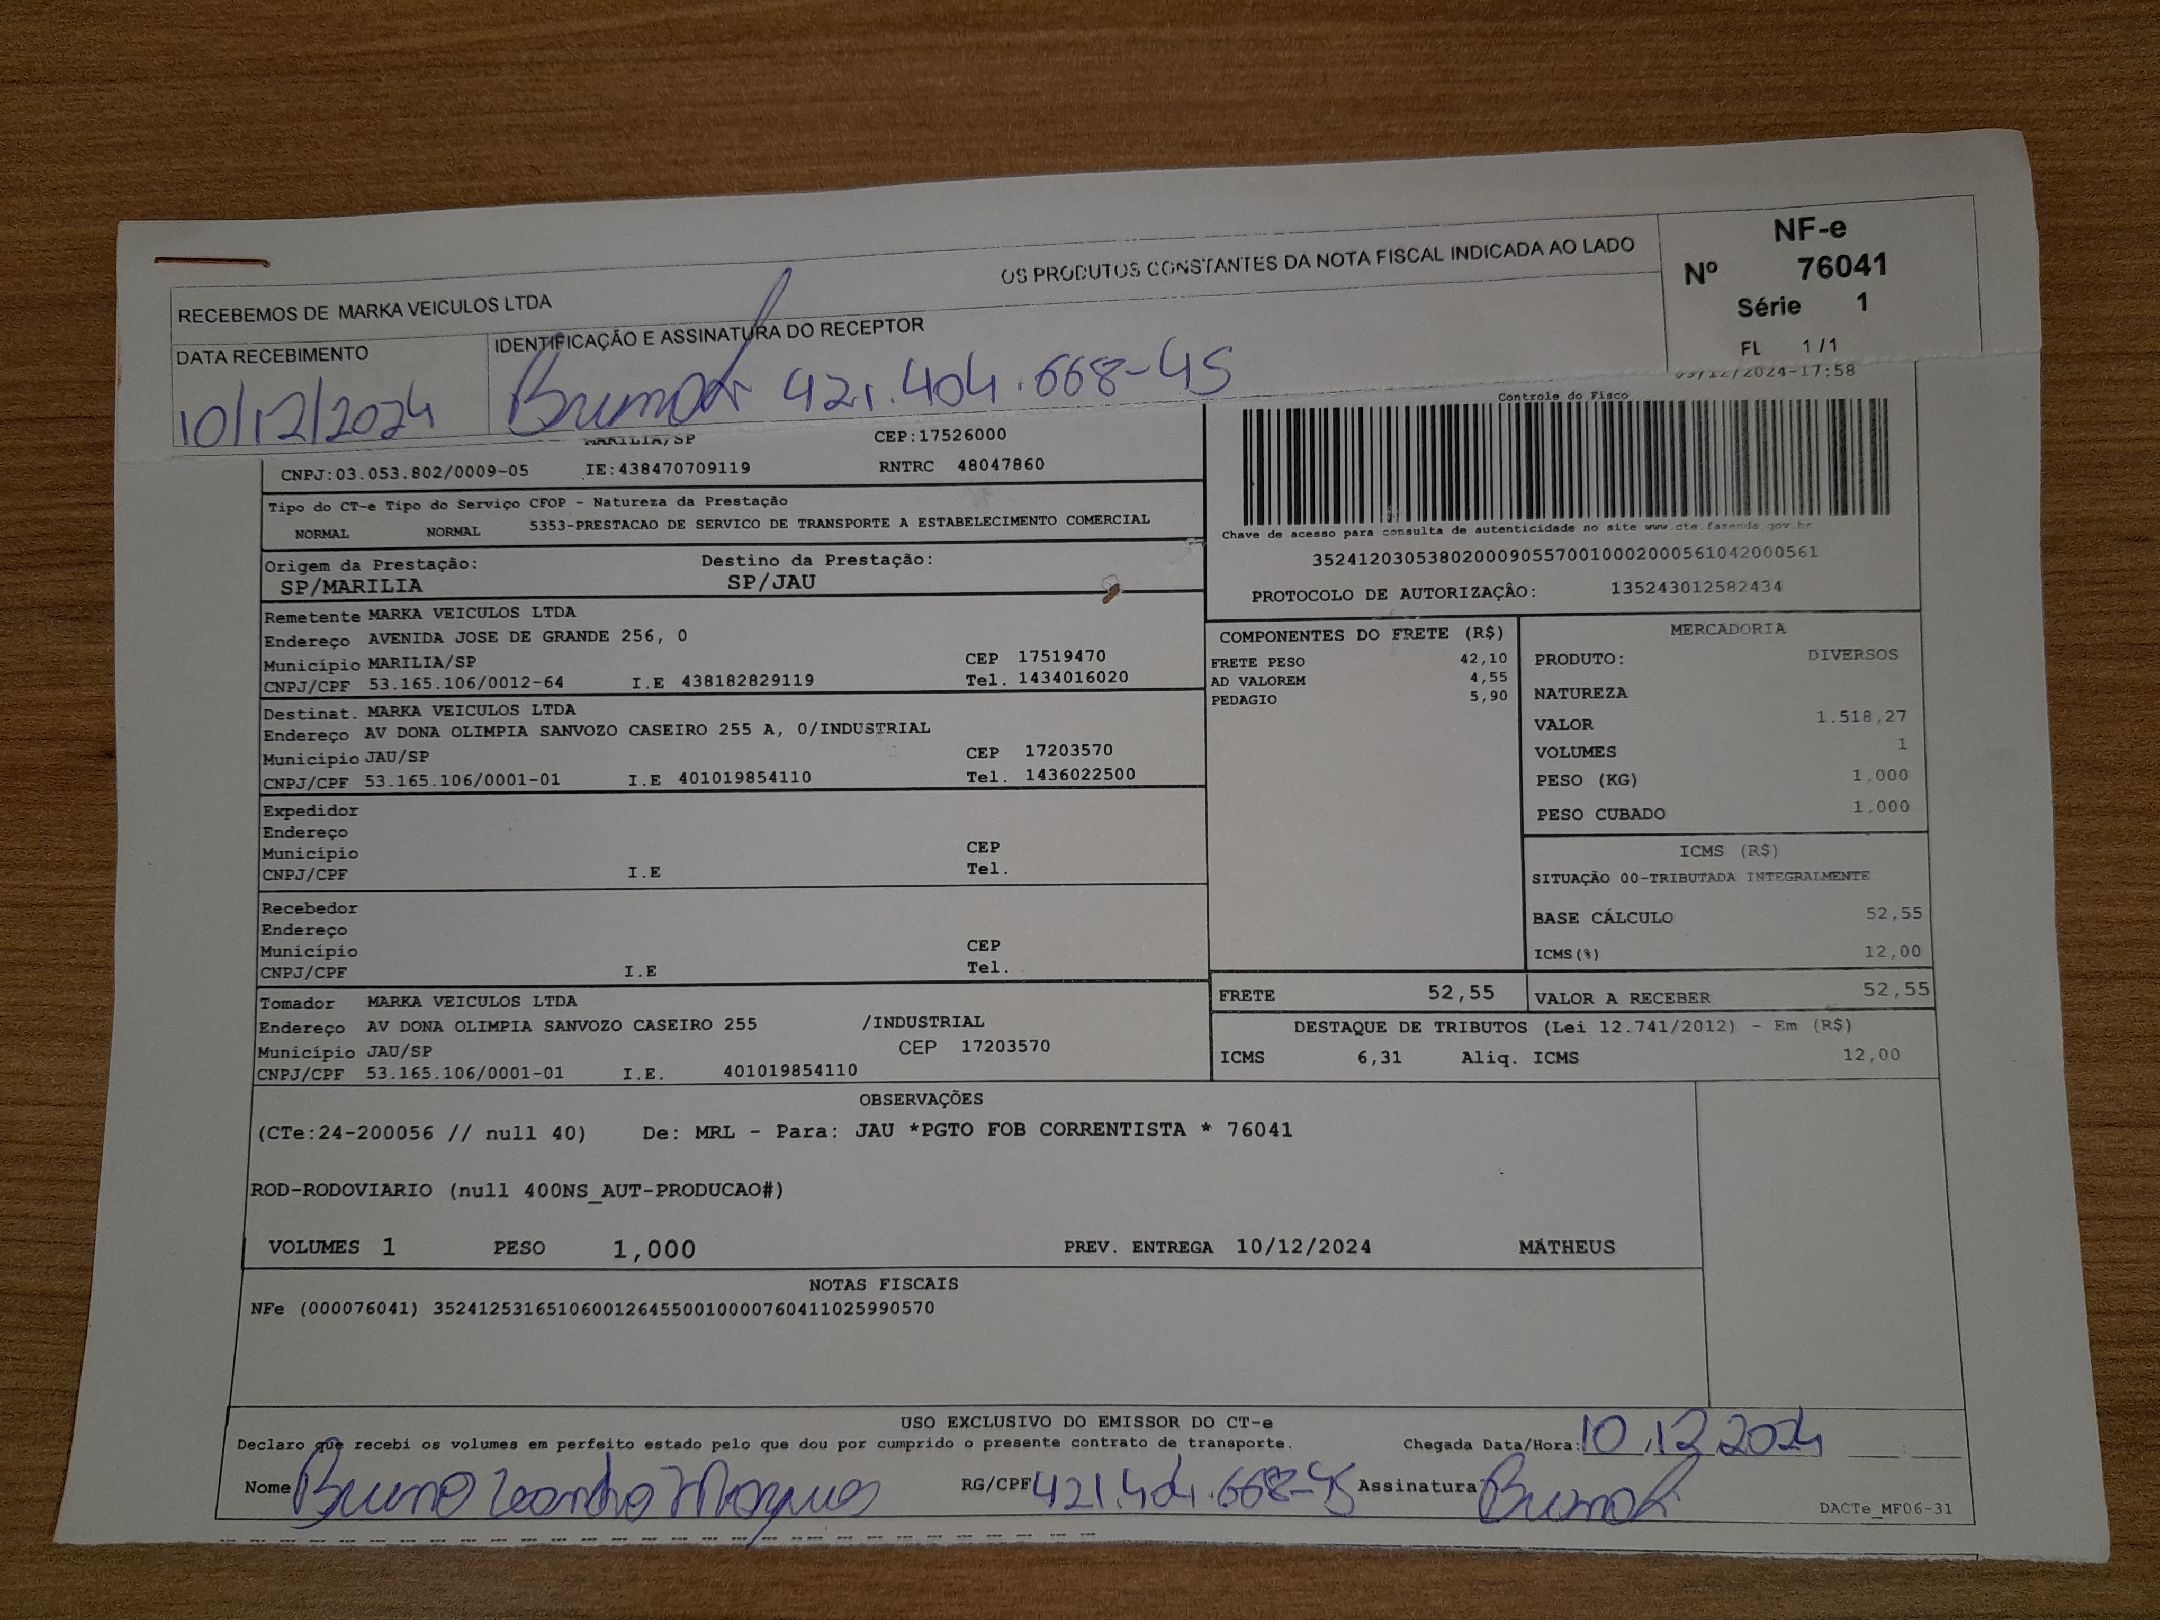 RECEBEMOS DE MARKA VEICULOS LTDA OS PRODUTOS CONSTANTES DA NOTA FISCAL INDICADA AO LADO
NF-e
Nº 76041
Série 1
FL 1/1
DATA RECEBIMENTO
10/12/2024
IDENTIFICAÇÃO E ASSINATURA DO RECEPTOR
421.404.668-45
/12/2024-17:58
MARILIA/SP CEP:17526000
CNPJ:03.053.802/0009-05 IE:438470709119 RNTRC 48047860
Tipo do CT-e Tipo do Serviço CFOP - Natureza da Prestação
NORMAL NORMAL 5353-PRESTACAO DE SERVICO DE TRANSPORTE A ESTABELECIMENTO COMERCIAL
Origem da Prestação: Destino da Prestação:
SP/MARILIA SP/JAU
Controle do Fisco
Chave de acesso para consulta de autenticidade no site www.cte.fazenda.gov.br
35241203053802000905570010002000561042000561
PROTOCOLO DE AUTORIZAÇÃO: 135243012582434
Remetente MARKA VEICULOS LTDA
Endereço AVENIDA JOSE DE GRANDE 256, 0
Município MARILIA/SP CEP 17519470
CNPJ/CPF 53.165.106/0012-64 I.E 438182829119 Tel. 1434016020
Destinat. MARKA VEICULOS LTDA
Endereço AV DONA OLIMPIA SANVOZO CASEIRO 255 A, 0/INDUSTRIAL
Município JAU/SP CEP 17203570
CNPJ/CPF 53.165.106/0001-01 I.E 401019854110 Tel. 1436022500
Expedidor
Endereço
Município CEP
CNPJ/CPF I.E Tel.
Recebedor
Endereço
Município CEP
CNPJ/CPF I.E Tel.
Tomador MARKA VEICULOS LTDA
Endereço AV DONA OLIMPIA SANVOZO CASEIRO 255 /INDUSTRIAL
Município JAU/SP CEP 17203570
CNPJ/CPF 53.165.106/0001-01 I.E. 401019854110
COMPONENTES DO FRETE (R$)
FRETE PESO 42,10
AD VALOREM 4,55
PEDAGIO 5,90
MERCADORIA
PRODUTO: DIVERSOS
NATUREZA
VALOR 1.518,27
VOLUMES 1
PESO (KG) 1,000
PESO CUBADO 1,000
ICMS (R$)
SITUAÇÃO 00-TRIBUTADA INTEGRALMENTE
BASE CÁLCULO 52,55
ICMS(%) 12,00
FRETE 52,55 VALOR A RECEBER 52,55
DESTAQUE DE TRIBUTOS (Lei 12.741/2012) - Em (R$)
ICMS 6,31 Aliq. ICMS 12,00
OBSERVAÇÕES
(CTe:24-200056 // null 40) De: MRL - Para: JAU *PGTO FOB CORRENTISTA * 76041
ROD-RODOVIARIO (null 400NS_AUT-PRODUCAO#)
VOLUMES 1 PESO 1,000 PREV. ENTREGA 10/12/2024 MATHEUS
NOTAS FISCAIS
NFe (000076041) 35241253165106001264550010000760411025990570
USO EXCLUSIVO DO EMISSOR DO CT-e
Declaro que recebi os volumes em perfeito estado pelo que dou por cumprido o presente contrato de transporte. Chegada Data/Hora: 10 12 2024
Nome Bruno Leandro Marques RG/CPF 421.404.668-45 Assinatura
DACTe_MF06-31